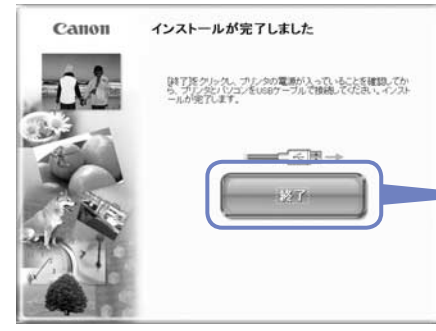 Canon
インストールが完了しました
[終了]をクリックし、プリンタの電源が入っていることを確認してか
ら、プリンタとパソコンをUSBケーブルで接続してください。インスト
ールが完了します。
終了